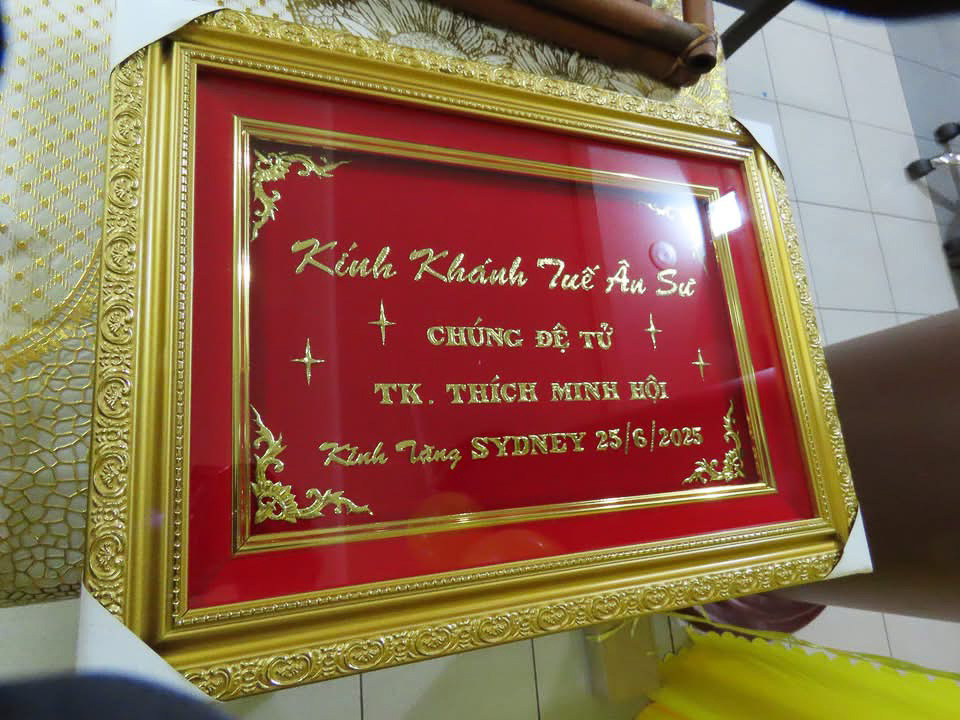 Kính Khánh Tuế Ân Sư
CHÚNG ĐỆ TỬ
TK. THÍCH MINH HỘI
Kính Tặng SYDNEY 25/6/2025